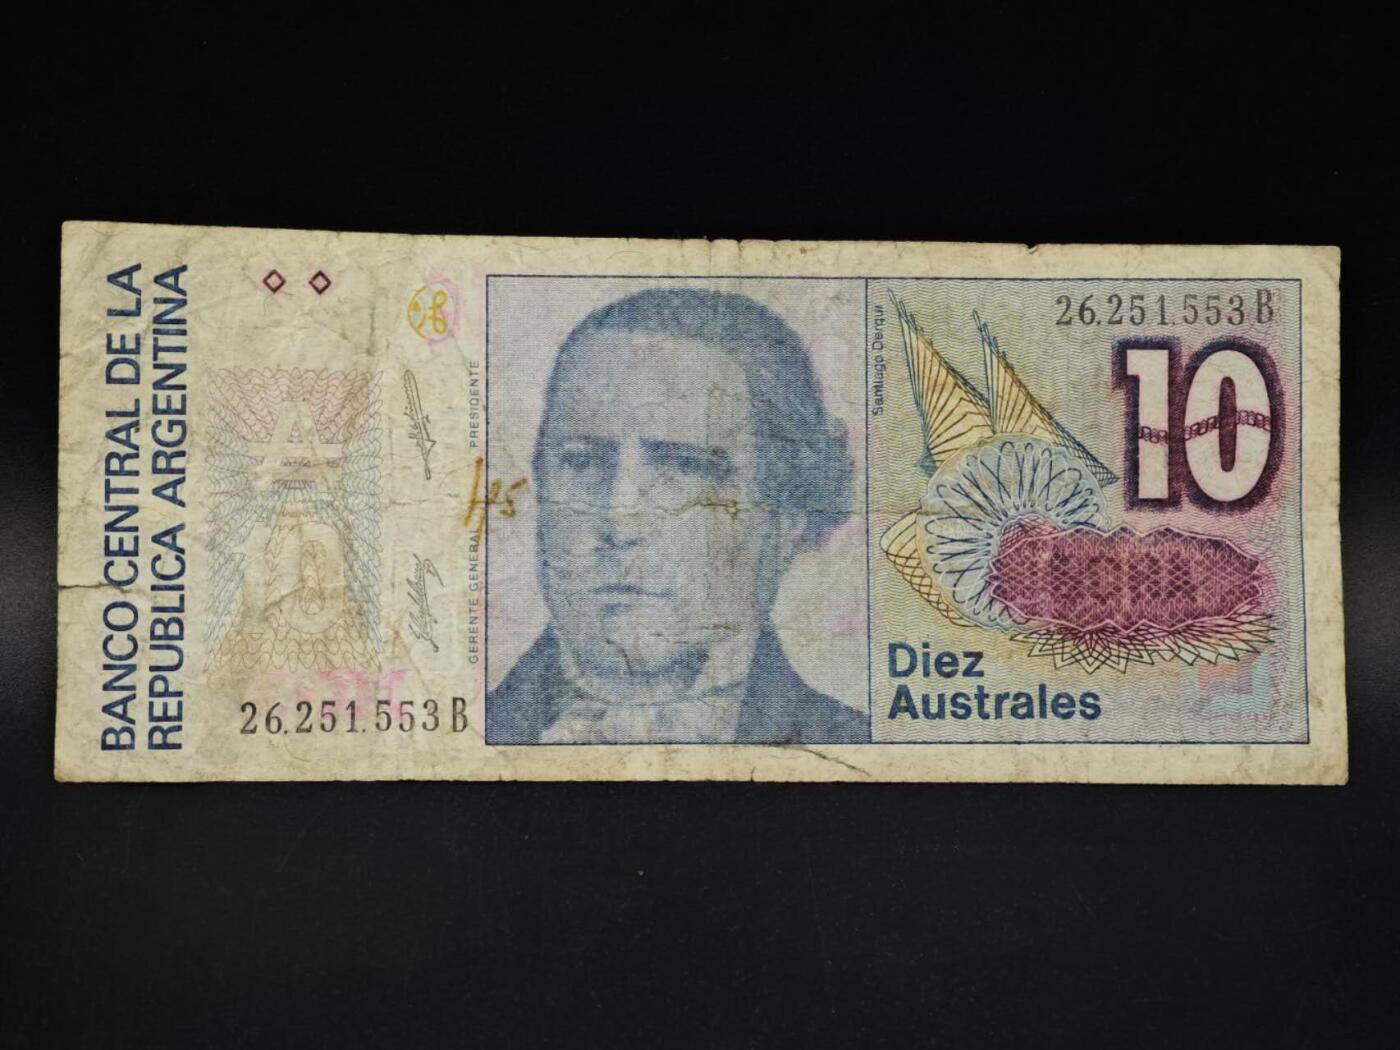 BANCO CENTRAL DE LA
REPUBLICA ARGENTINA
A
10
26.251.553 B
GERENTE GENERAL
PRESIDENTE
Santiago Derqui
26.251.553 B
10
Diez
Australes